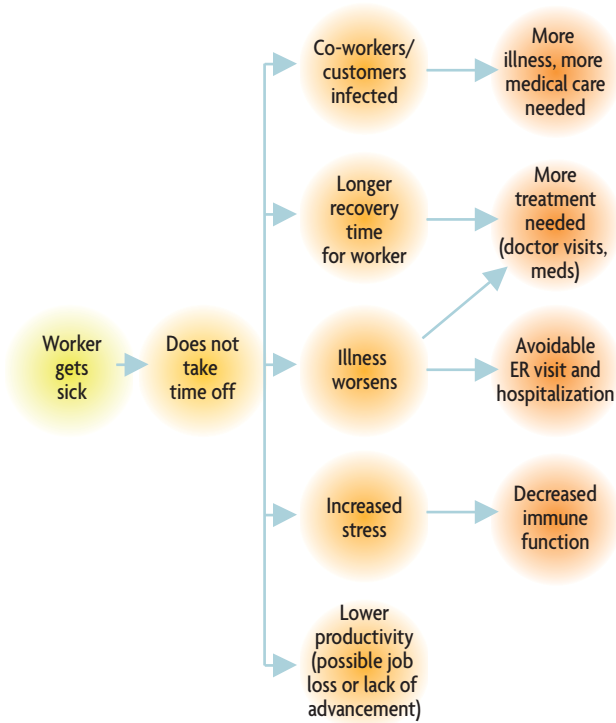 Worker
gets
sick
Does not
take
time off
Co-workers/
customers
infected
More
illness, more
medical care
needed
Longer
recovery
time
for worker
More
treatment
needed
(doctor visits,
meds)
Illness
worsens
Avoidable
ER visit and
hospitalization
Increased
stress
Decreased
immune
function
Lower
productivity
(possible job
loss or lack of
advancement)